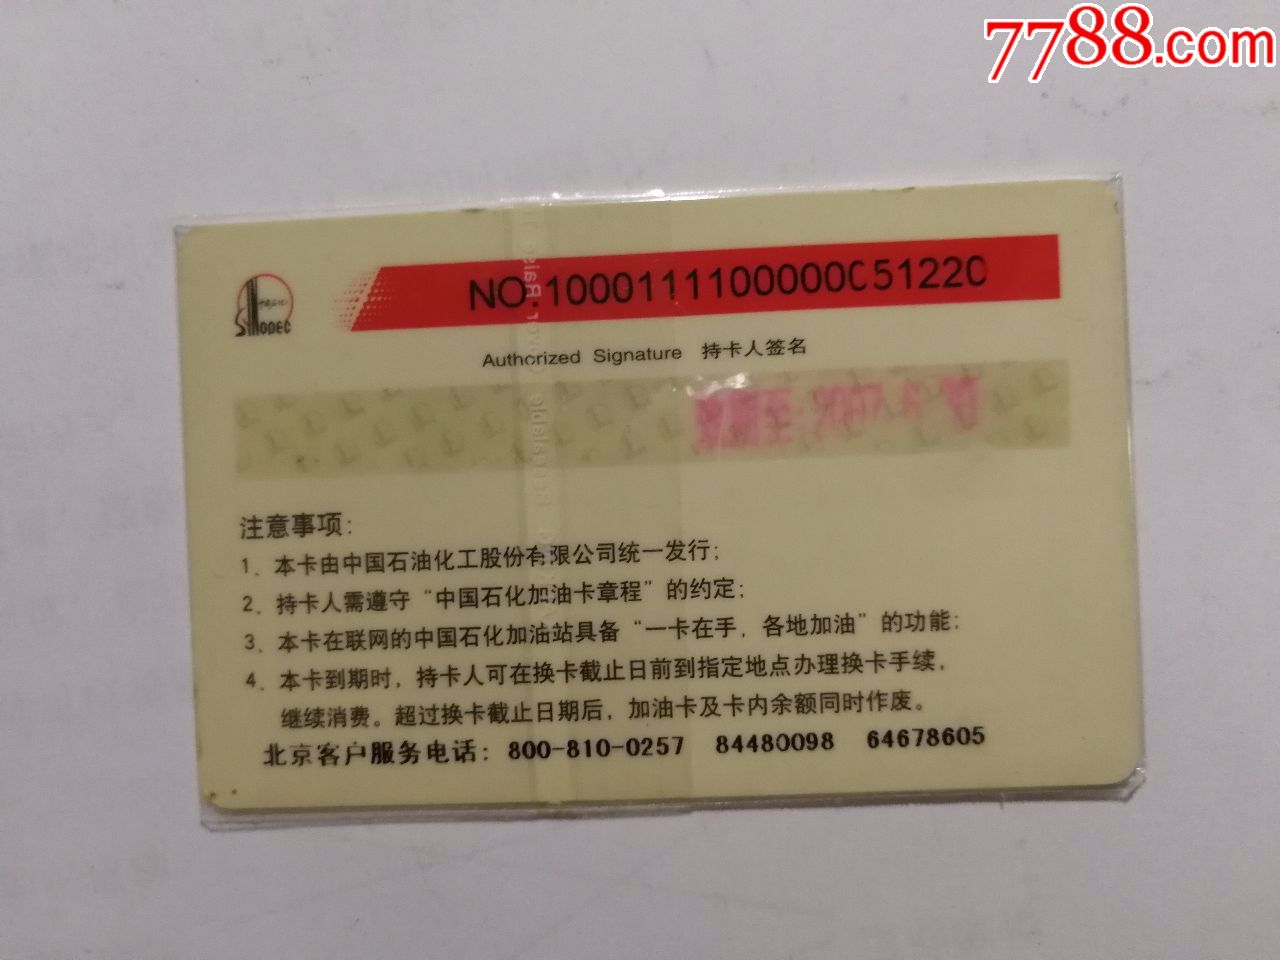 7788.com
Sinopec
NO.1000111100000051220
Authorized Signature 持卡人签名
注意事项：
1、本卡由中国石油化工股份有限公司统一发行；
2、持卡人需遵守“中国石化加油卡章程”的约定；
3、本卡在联网的中国石化加油站具备“一卡在手，各地加油”的功能；
4、本卡到期时，持卡人可在换卡截止日前到指定地点办理换卡手续，
继续消费。超过换卡截止日期后，加油卡及卡内余额同时作废。
北京客户服务电话：800-810-0257 84480098 64678605